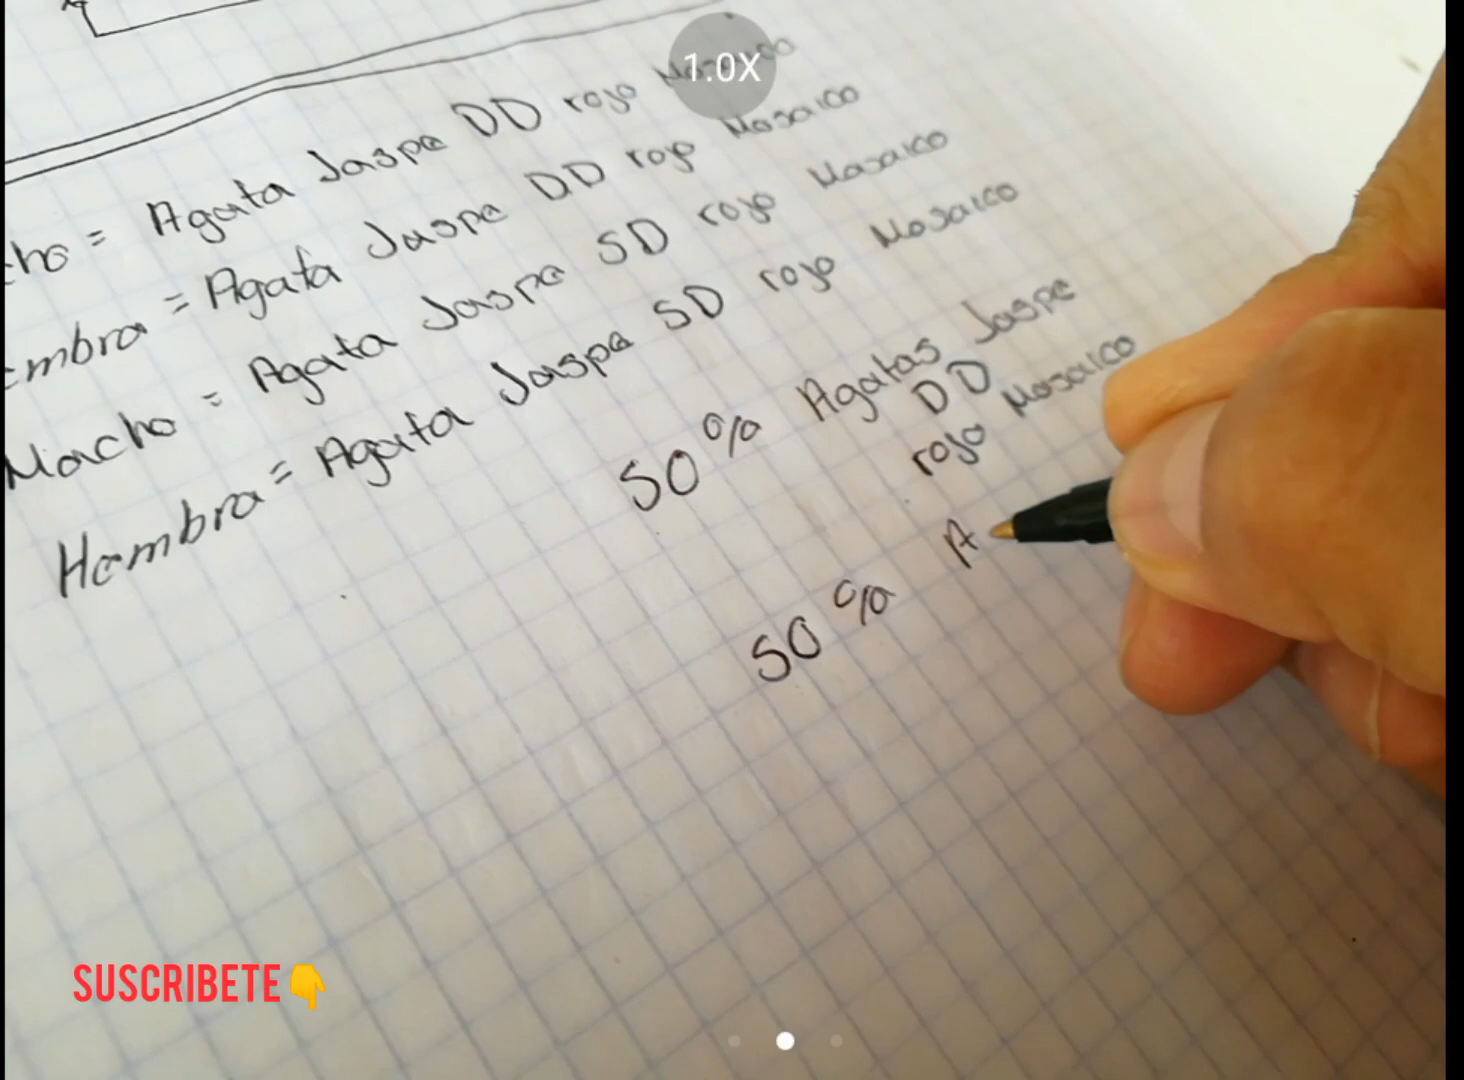 1.0X
cho = Agata Jaspe DD rojo
embra = Agata Jaspe DD rojo Mosaico
Macho = Agata Jaspe SD rojo Mosaico
Hembra = Agata Jaspe SD rojo Mosaico
50% Agatas Jaspe
DD
rojo Mosaico
50% A
SUSCRIBETE👇